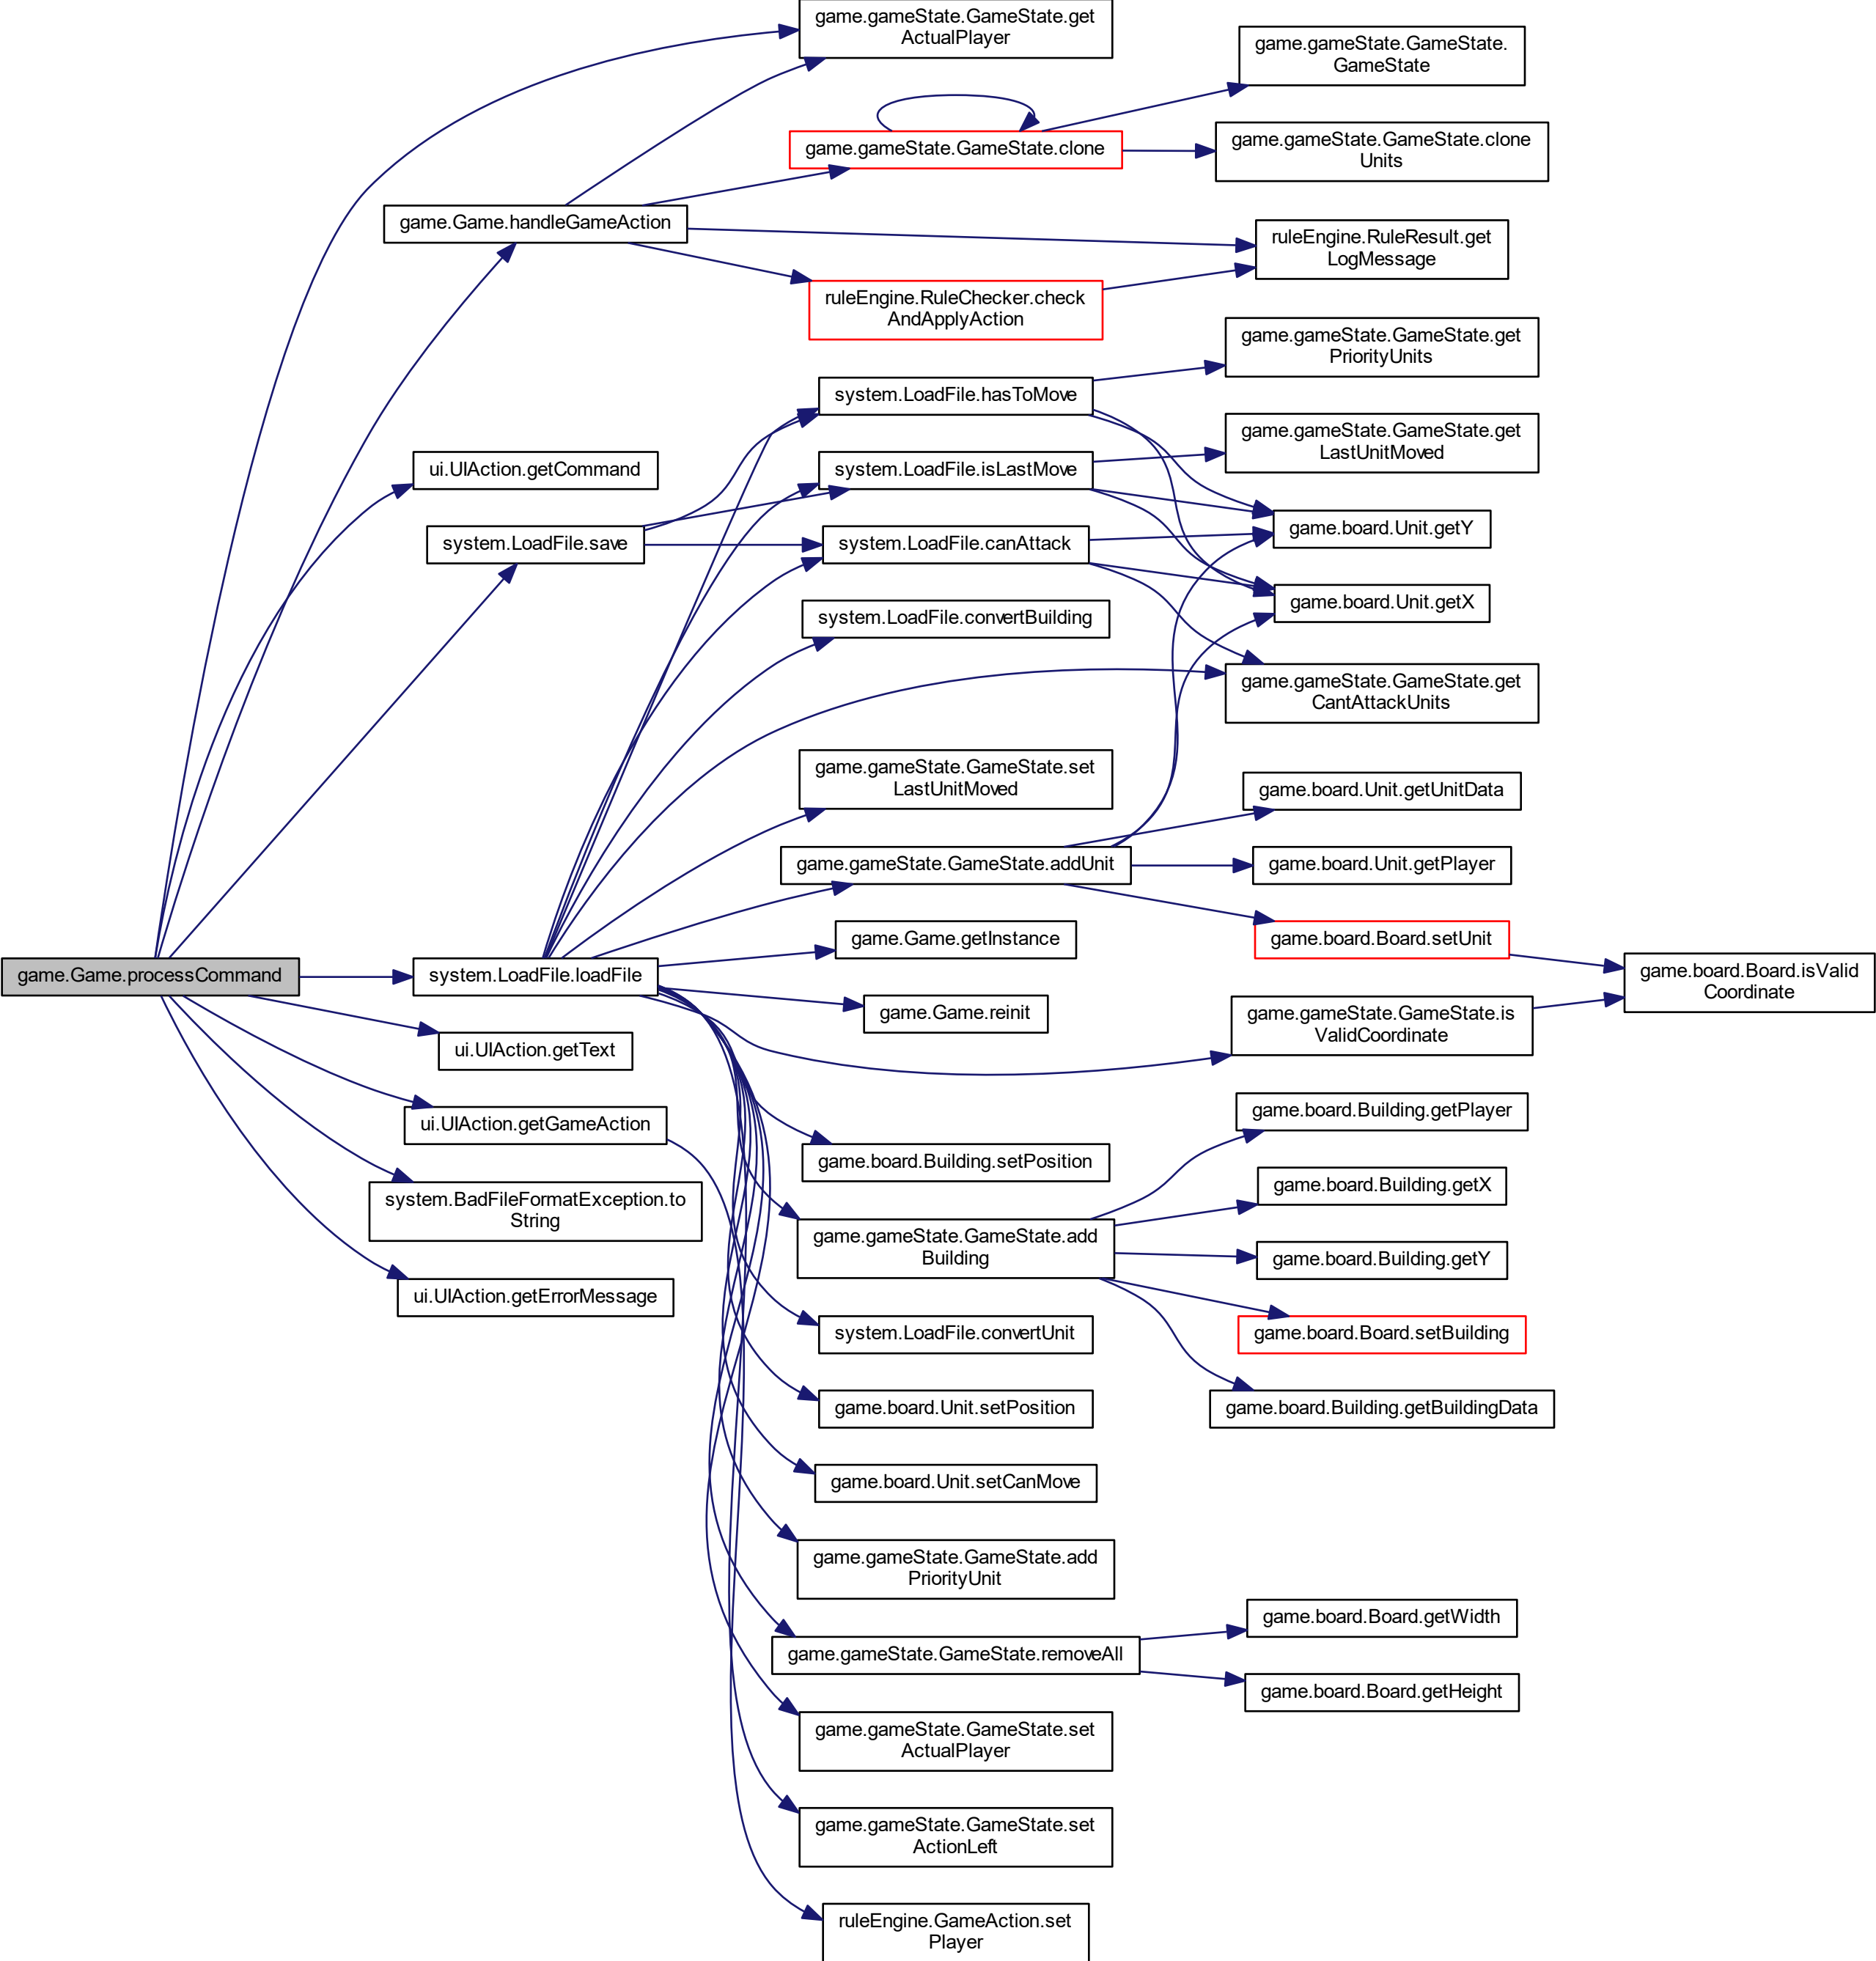 game.gameState.GameState.get
ActualPlayer
game.gameState.GameState.
GameState
game.gameState.GameState.clone
game.gameState.GameState.clone
Units
game.Game.handleGameAction
ruleEngine.RuleResult.get
LogMessage
ruleEngine.RuleChecker.check
AndApplyAction
game.gameState.GameState.get
PriorityUnits
system.LoadFile.hasToMove
game.gameState.GameState.get
LastUnitMoved
ui.UIAction.getCommand
system.LoadFile.isLastMove
game.board.Unit.getY
system.LoadFile.save
system.LoadFile.canAttack
game.board.Unit.getX
system.LoadFile.convertBuilding
game.gameState.GameState.get
CantAttackUnits
game.gameState.GameState.set
LastUnitMoved
game.board.Unit.getUnitData
game.gameState.GameState.addUnit
game.board.Unit.getPlayer
game.Game.getInstance
game.board.Board.setUnit
game.Game.processCommand
system.LoadFile.loadFile
game.board.Board.isValid
Coordinate
game.Game.reinit
game.gameState.GameState.is
ValidCoordinate
ui.UIAction.getText
ui.UIAction.getGameAction
game.board.Building.getPlayer
game.board.Building.setPosition
system.BadFileFormatException.to
String
game.board.Building.getX
game.gameState.GameState.add
Building
game.board.Building.getY
ui.UIAction.getErrorMessage
system.LoadFile.convertUnit
game.board.Board.setBuilding
game.board.Unit.setPosition
game.board.Building.getBuildingData
game.board.Unit.setCanMove
game.gameState.GameState.add
PriorityUnit
game.board.Board.getWidth
game.gameState.GameState.removeAll
game.board.Board.getHeight
game.gameState.GameState.set
ActualPlayer
game.gameState.GameState.set
ActionLeft
ruleEngine.GameAction.set
Player